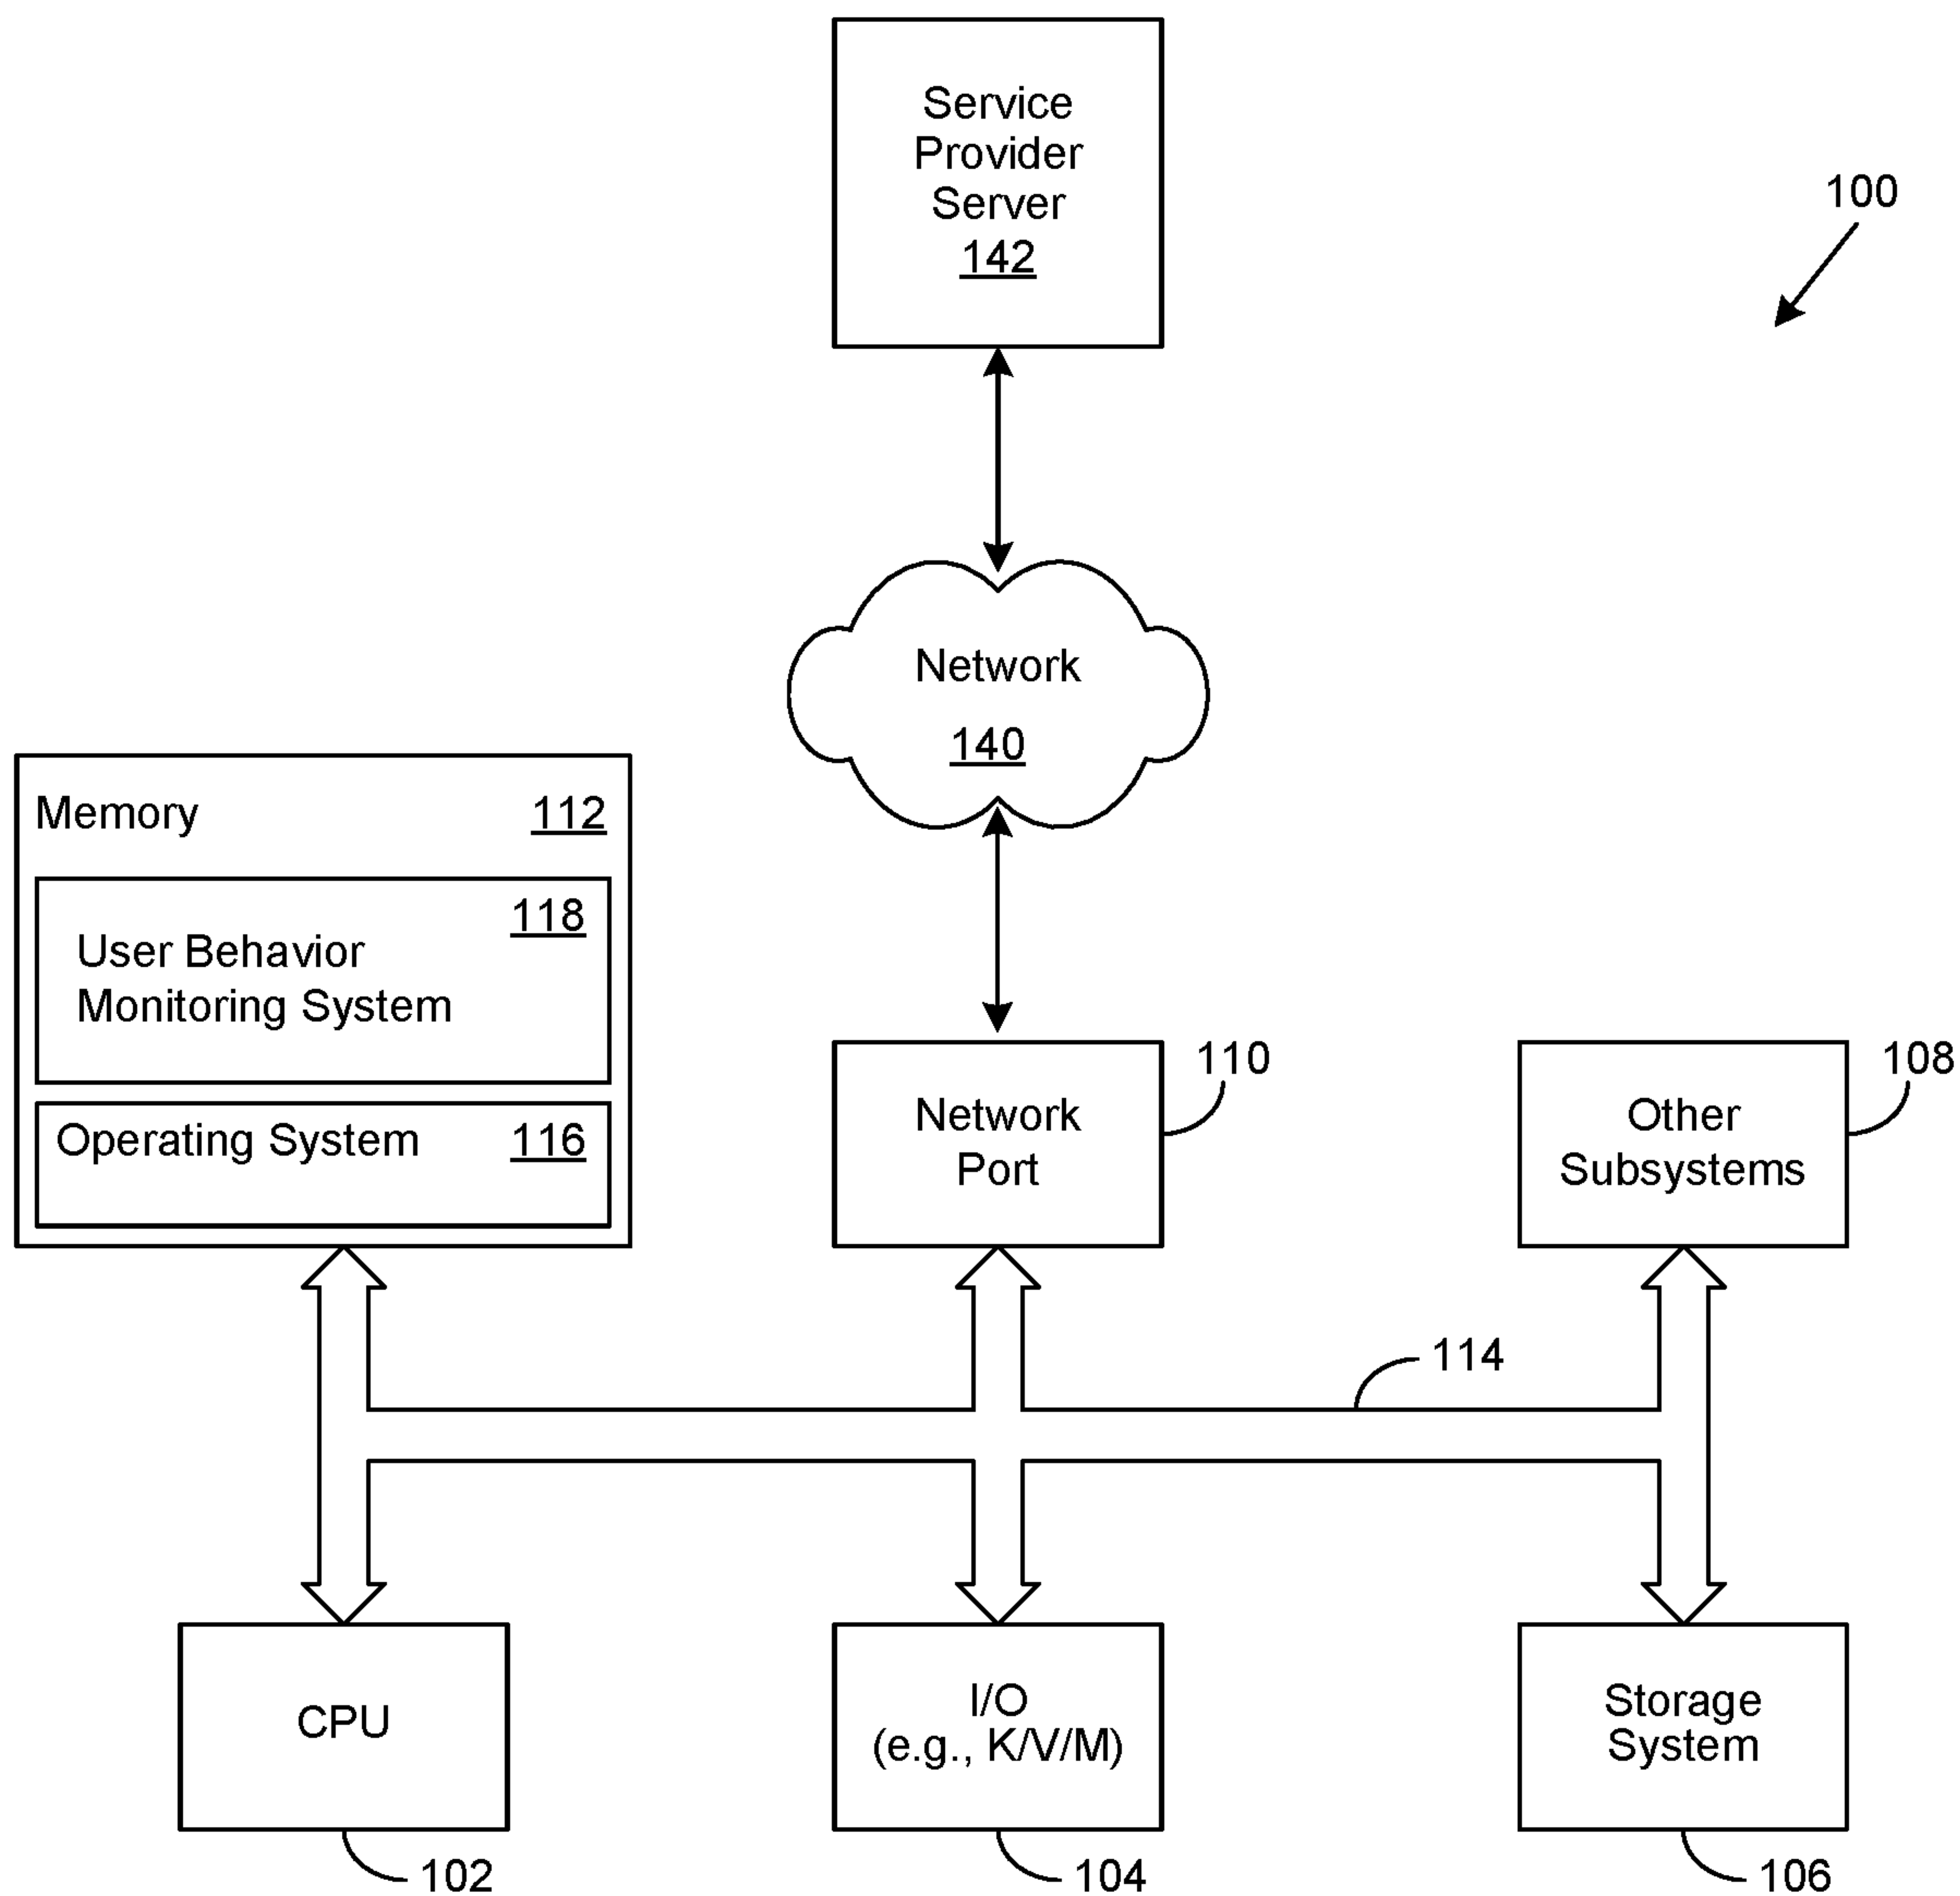 Service
Provider
Server
142
100
Network
140
Memory 112
118
User Behavior
Monitoring System
Operating System 116
Network
Port
110
Other
Subsystems
108
114
CPU
102
I/O
(e.g., K/V/M)
104
Storage
System
106